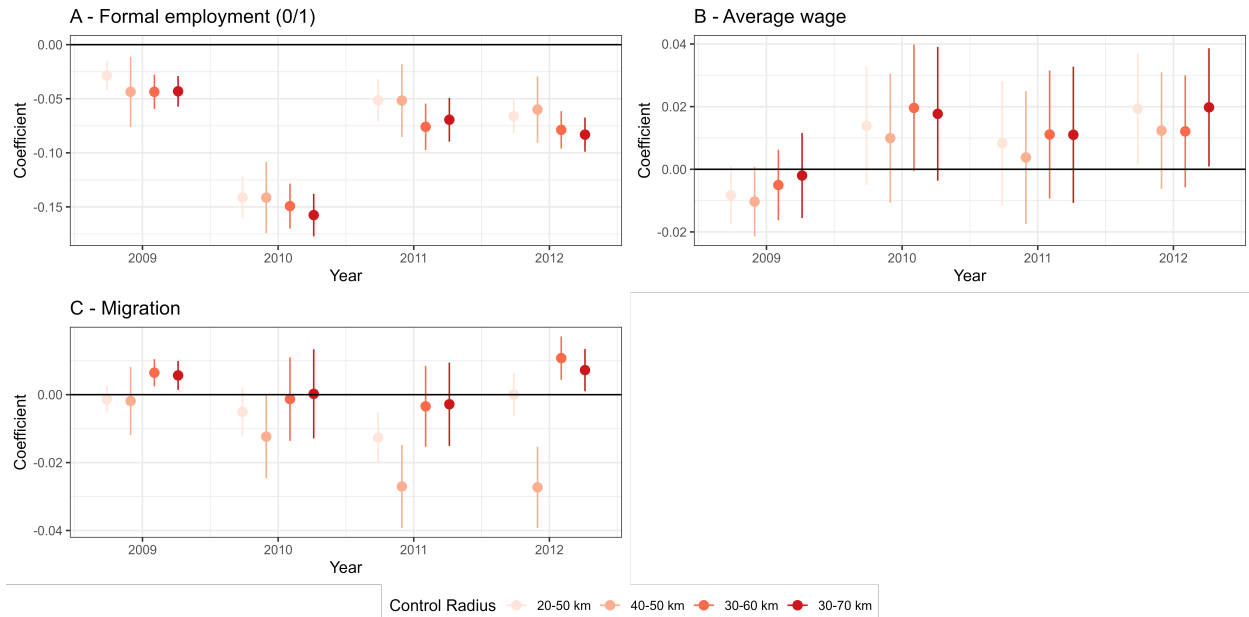 A - Formal employment (0/1)
0.00
-0.05
-0.10
-0.15
Coefficient
2009 2010 2011 2012
Year
B - Average wage
0.04
0.02
0.00
-0.02
Coefficient
2009 2010 2011 2012
Year
C - Migration
0.00
-0.02
-0.04
Coefficient
2009 2010 2011 2012
Year
Control Radius 20-50 km 40-50 km 30-60 km 30-70 km